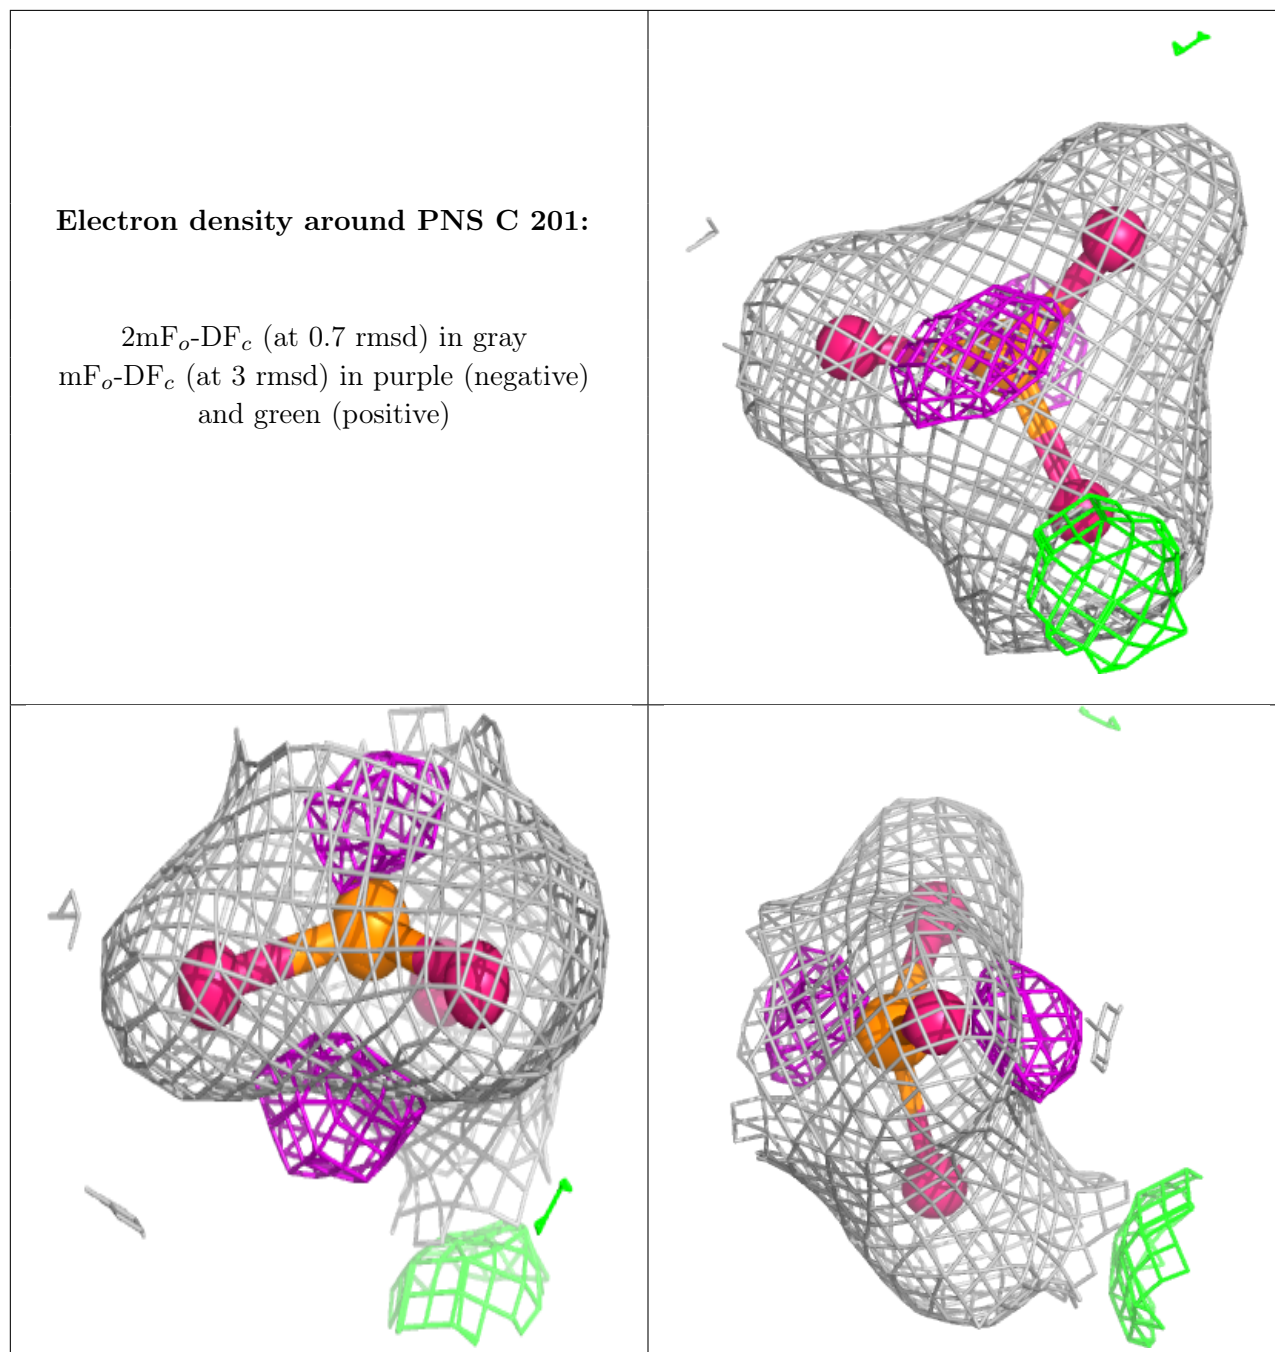 Electron density around PNS C 201:
2mFₒ-DF𝒸 (at 0.7 rmsd) in gray
mFₒ-DF𝒸 (at 3 rmsd) in purple (negative)
and green (positive)